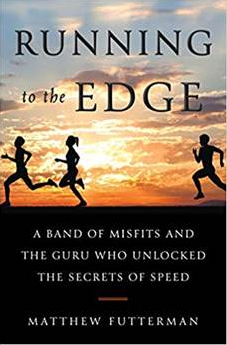 RUNNING
to the EDGE
A BAND OF MISFITS AND
THE GURU WHO UNLOCKED
THE SECRETS OF SPEED
MATTHEW FUTTERMAN